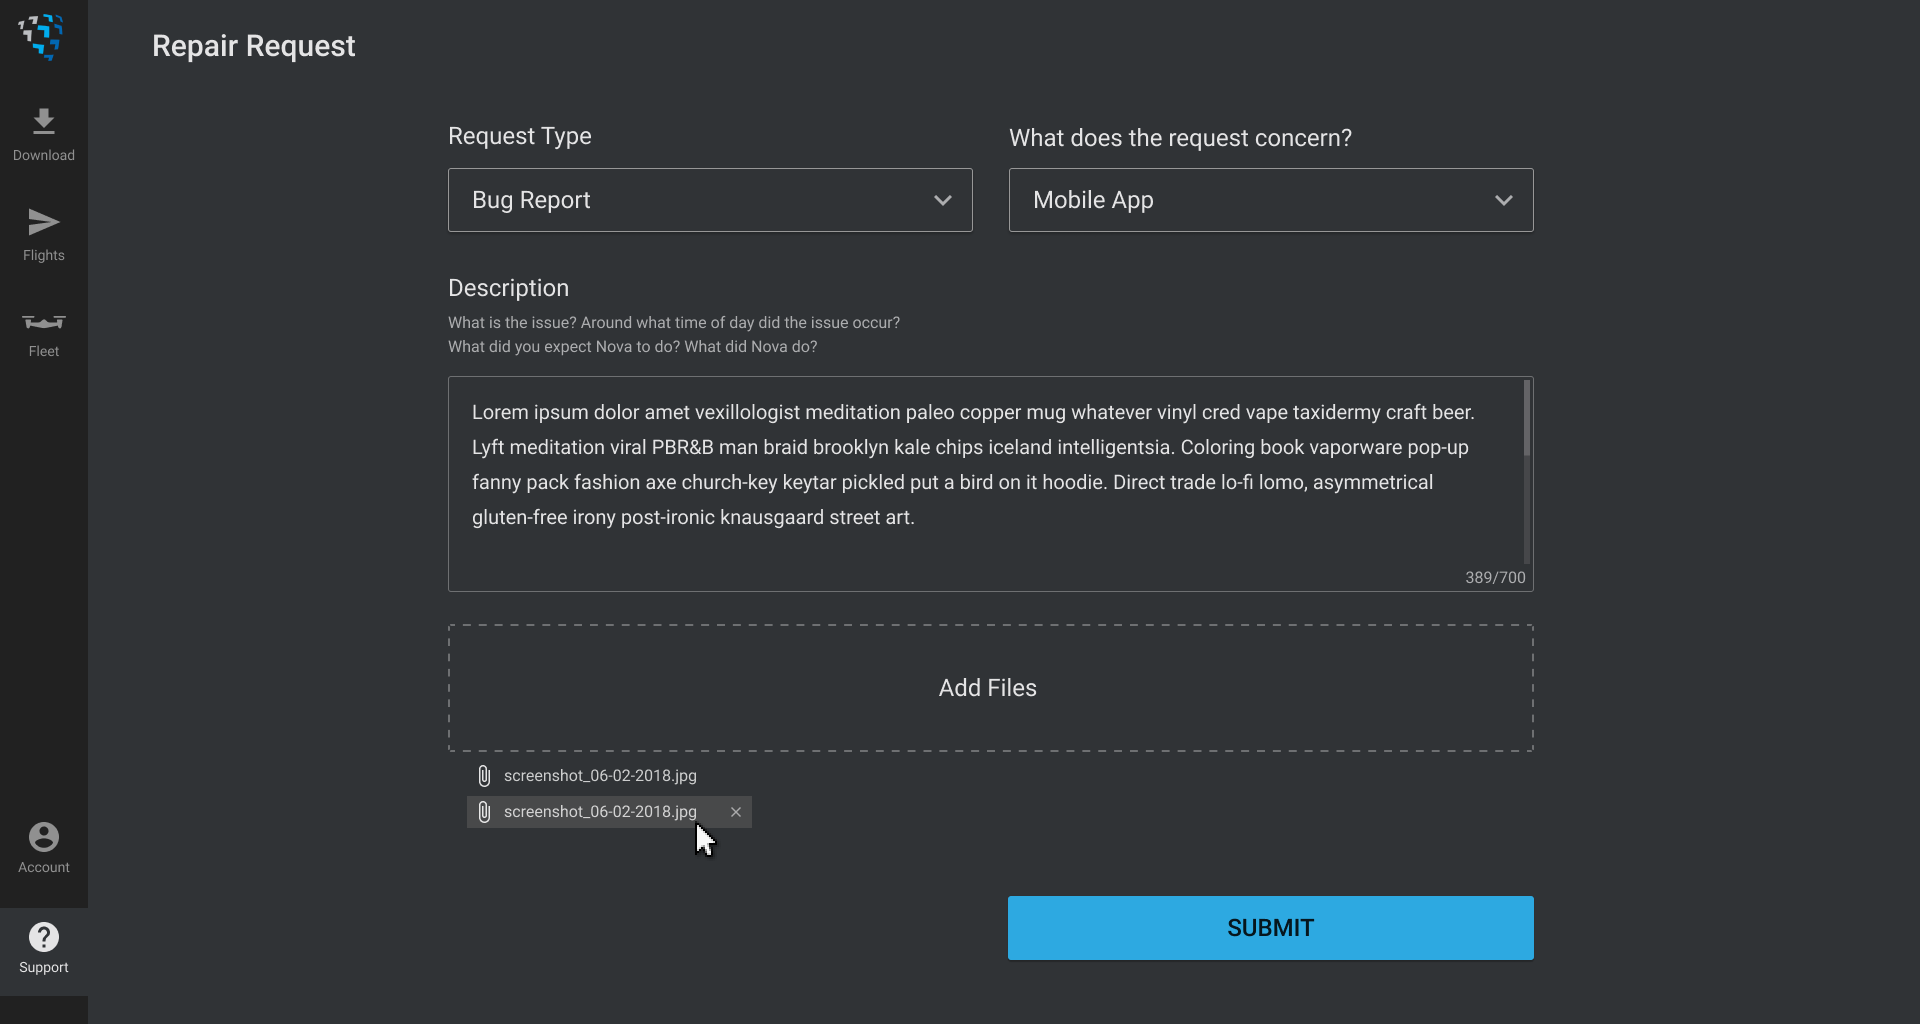 Repair Request
Download
Flights
Fleet
Account
Support
Request Type
Bug Report
What does the request concern?
Mobile App
Description
What is the issue? Around what time of day did the issue occur?
What did you expect Nova to do? What did Nova do?
Lorem ipsum dolor amet vexillologist meditation paleo copper mug whatever vinyl cred vape taxidermy craft beer.
Lyft meditation viral PBR&B man braid brooklyn kale chips iceland intelligentsia. Coloring book vaporware pop-up
fanny pack fashion axe church-key keytar pickled put a bird on it hoodie. Direct trade lo-fi lomo, asymmetrical
gluten-free irony post-ironic knausgaard street art.
389/700
Add Files
screenshot_06-02-2018.jpg
screenshot_06-02-2018.jpg
SUBMIT